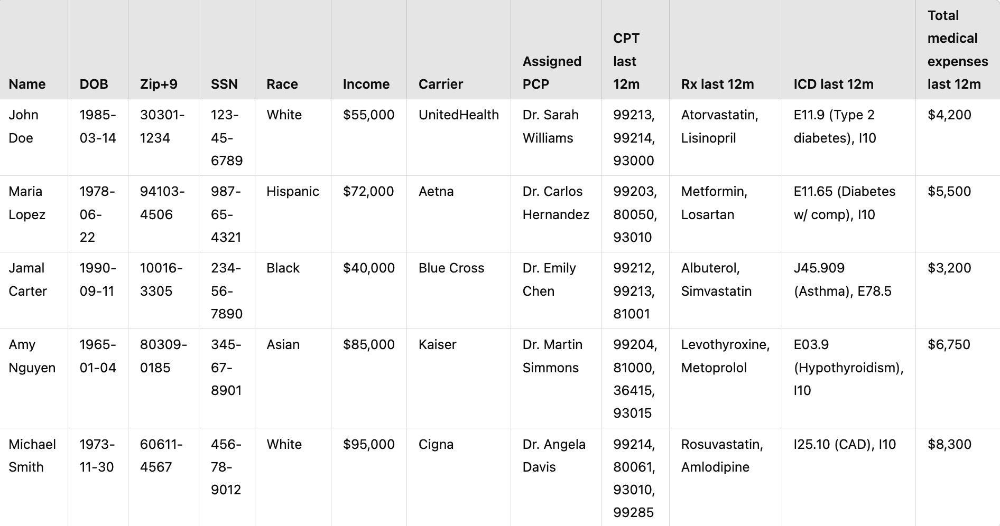 Name DOB Zip+9 SSN Race Income Carrier Assigned PCP CPT last 12m Rx last 12m ICD last 12m Total medical expenses last 12m
John Doe 1985-03-14 30301-1234 123-45-6789 White $55,000 UnitedHealth Dr. Sarah Williams 99213, 99214, 93000 Atorvastatin, Lisinopril E11.9 (Type 2 diabetes), I10 $4,200
Maria Lopez 1978-06-22 94103-4506 987-65-4321 Hispanic $72,000 Aetna Dr. Carlos Hernandez 99203, 80050, 93010 Metformin, Losartan E11.65 (Diabetes w/ comp), I10 $5,500
Jamal Carter 1990-09-11 10016-3305 234-56-7890 Black $40,000 Blue Cross Dr. Emily Chen 99212, 99213, 81001 Albuterol, Simvastatin J45.909 (Asthma), E78.5 $3,200
Amy Nguyen 1965-01-04 80309-0185 345-67-8901 Asian $85,000 Kaiser Dr. Martin Simmons 99204, 81000, 36415, 93015 Levothyroxine, Metoprolol E03.9 (Hypothyroidism), I10 $6,750
Michael Smith 1973-11-30 60611-4567 456-78-9012 White $95,000 Cigna Dr. Angela Davis 99214, 80061, 93010, 99285 Rosuvastatin, Amlodipine I25.10 (CAD), I10 $8,300